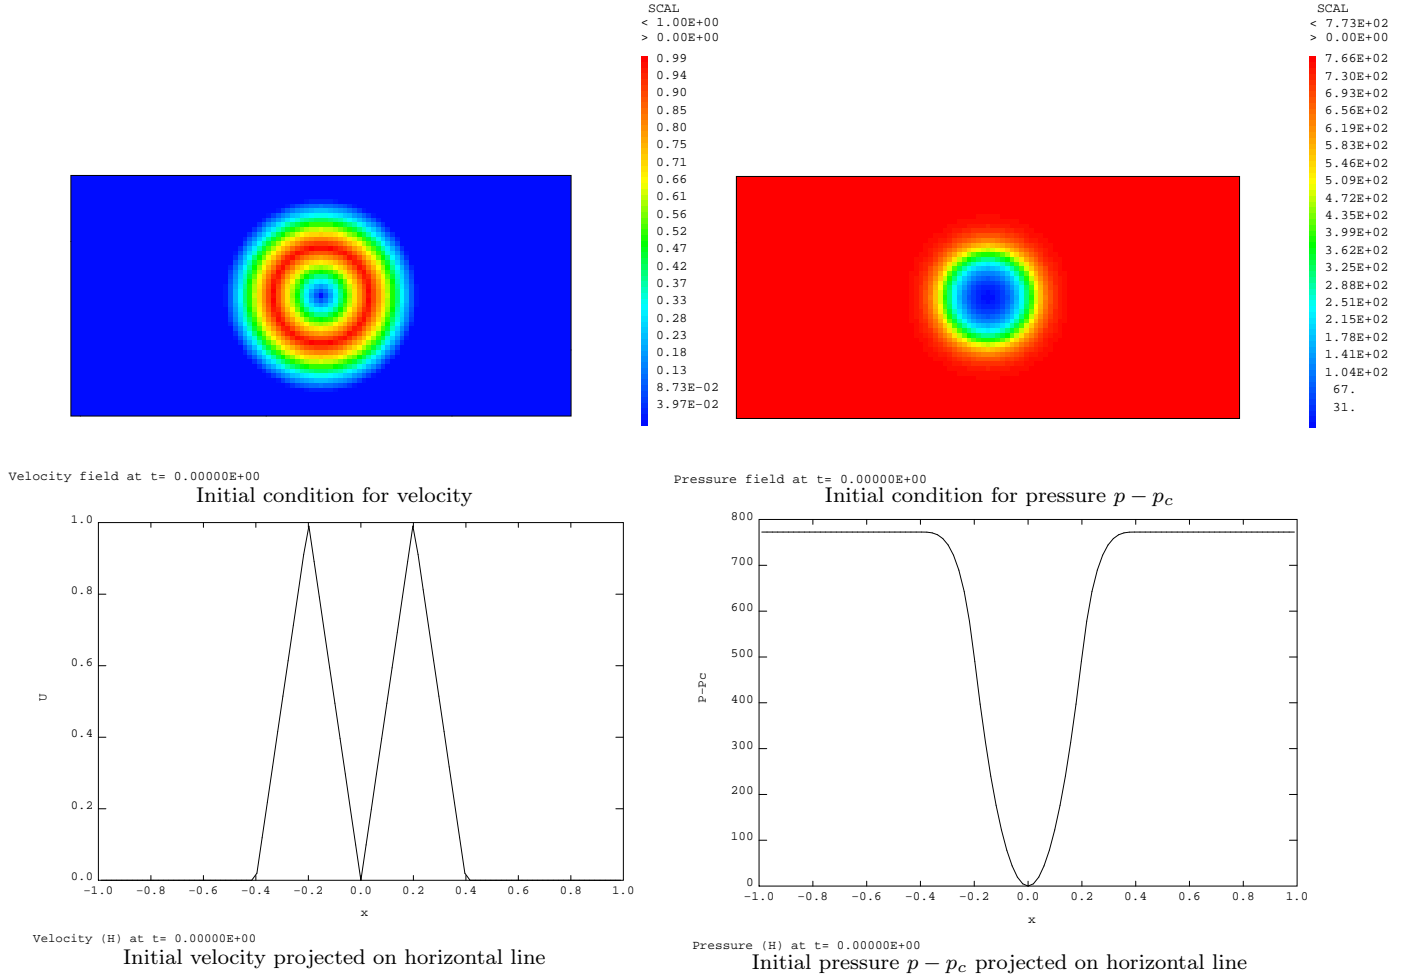 SCAL
< 1.00E+00
> 0.00E+00
0.99
0.94
0.90
0.85
0.80
0.75
0.71
0.66
0.61
0.56
0.52
0.47
0.42
0.37
0.33
0.28
0.23
0.18
0.13
8.73E-02
3.97E-02
Velocity field at t= 0.00000E+00
Initial condition for velocity
SCAL
< 7.73E+02
> 0.00E+00
7.66E+02
7.30E+02
6.93E+02
6.56E+02
6.19E+02
5.83E+02
5.46E+02
5.09E+02
4.72E+02
4.35E+02
3.99E+02
3.62E+02
3.25E+02
2.88E+02
2.51E+02
2.15E+02
1.78E+02
1.41E+02
1.04E+02
67.
31.
Pressure field at t= 0.00000E+00
Initial condition for pressure p − pc
1.0
0.8
0.6
0.4
0.2
0.0
U
-1.0 -0.8 -0.6 -0.4 -0.2 0.0 0.2 0.4 0.6 0.8 1.0
x
Velocity (H) at t= 0.00000E+00
Initial velocity projected on horizontal line
800
700
600
500
400
300
200
100
0
P-Pc
-1.0 -0.8 -0.6 -0.4 -0.2 0.0 0.2 0.4 0.6 0.8 1.0
x
Pressure (H) at t= 0.00000E+00
Initial pressure p − pc projected on horizontal line